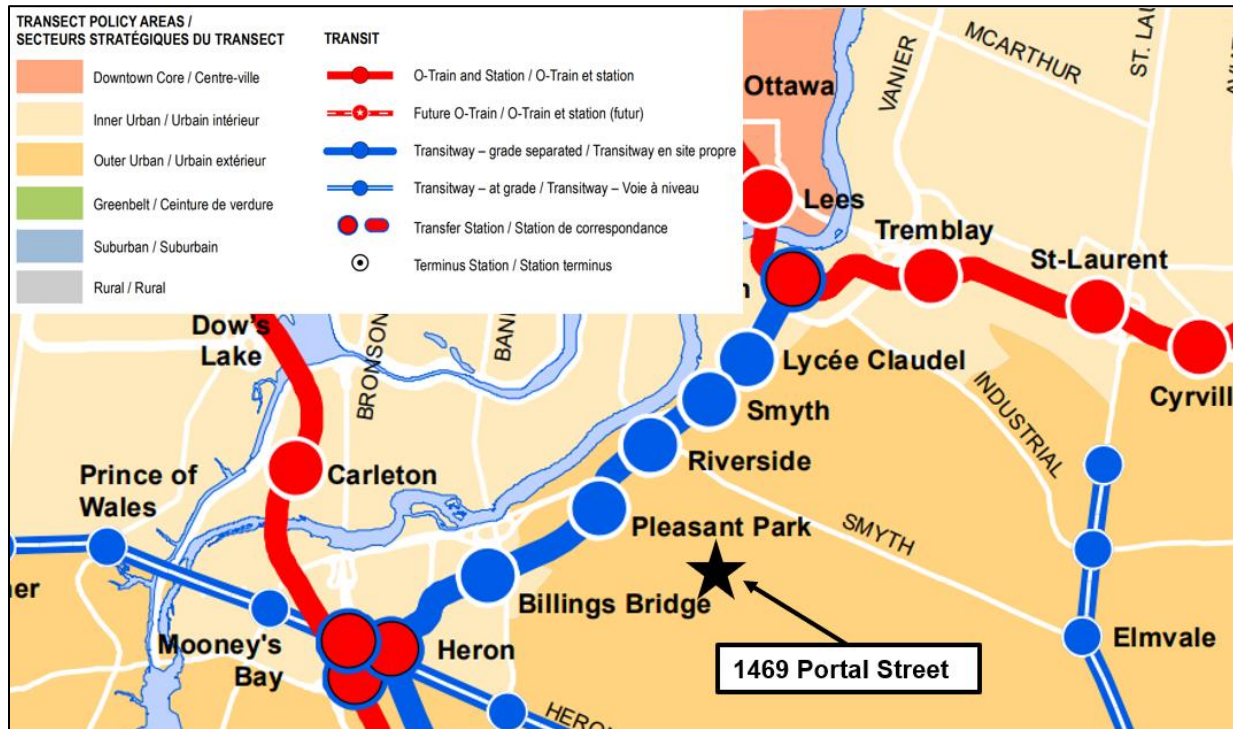 TRANSECT POLICY AREAS /
SECTEURS STRATÉGIQUES DU TRANSECT
Downtown Core / Centre-ville
Inner Urban / Urbain intérieur
Outer Urban / Urbain extérieur
Greenbelt / Ceinture de verdure
Suburban / Suburbain
Rural / Rural
TRANSIT
O-Train and Station / O-Train et station
Future O-Train / O-Train et station (futur)
Transitway – grade separated / Transitway en site propre
Transitway – at grade / Transitway – Voie à niveau
Transfer Station / Station de correspondance
Terminus Station / Station terminus
Ottawa
VANIER
MCARTHUR
ST. LAU
AVI
Lees
Tremblay
St-Laurent
Cyrvill
Dow's
Lake
BRONSON
BAN
Lycée Claudel
Smyth
Riverside
INDUSTRIAL
Carleton
Prince of
Wales
Pleasant Park
SMYTH
ner
Billings Bridge
Mooney's
Bay
Heron
Elmvale
1469 Portal Street
HERON